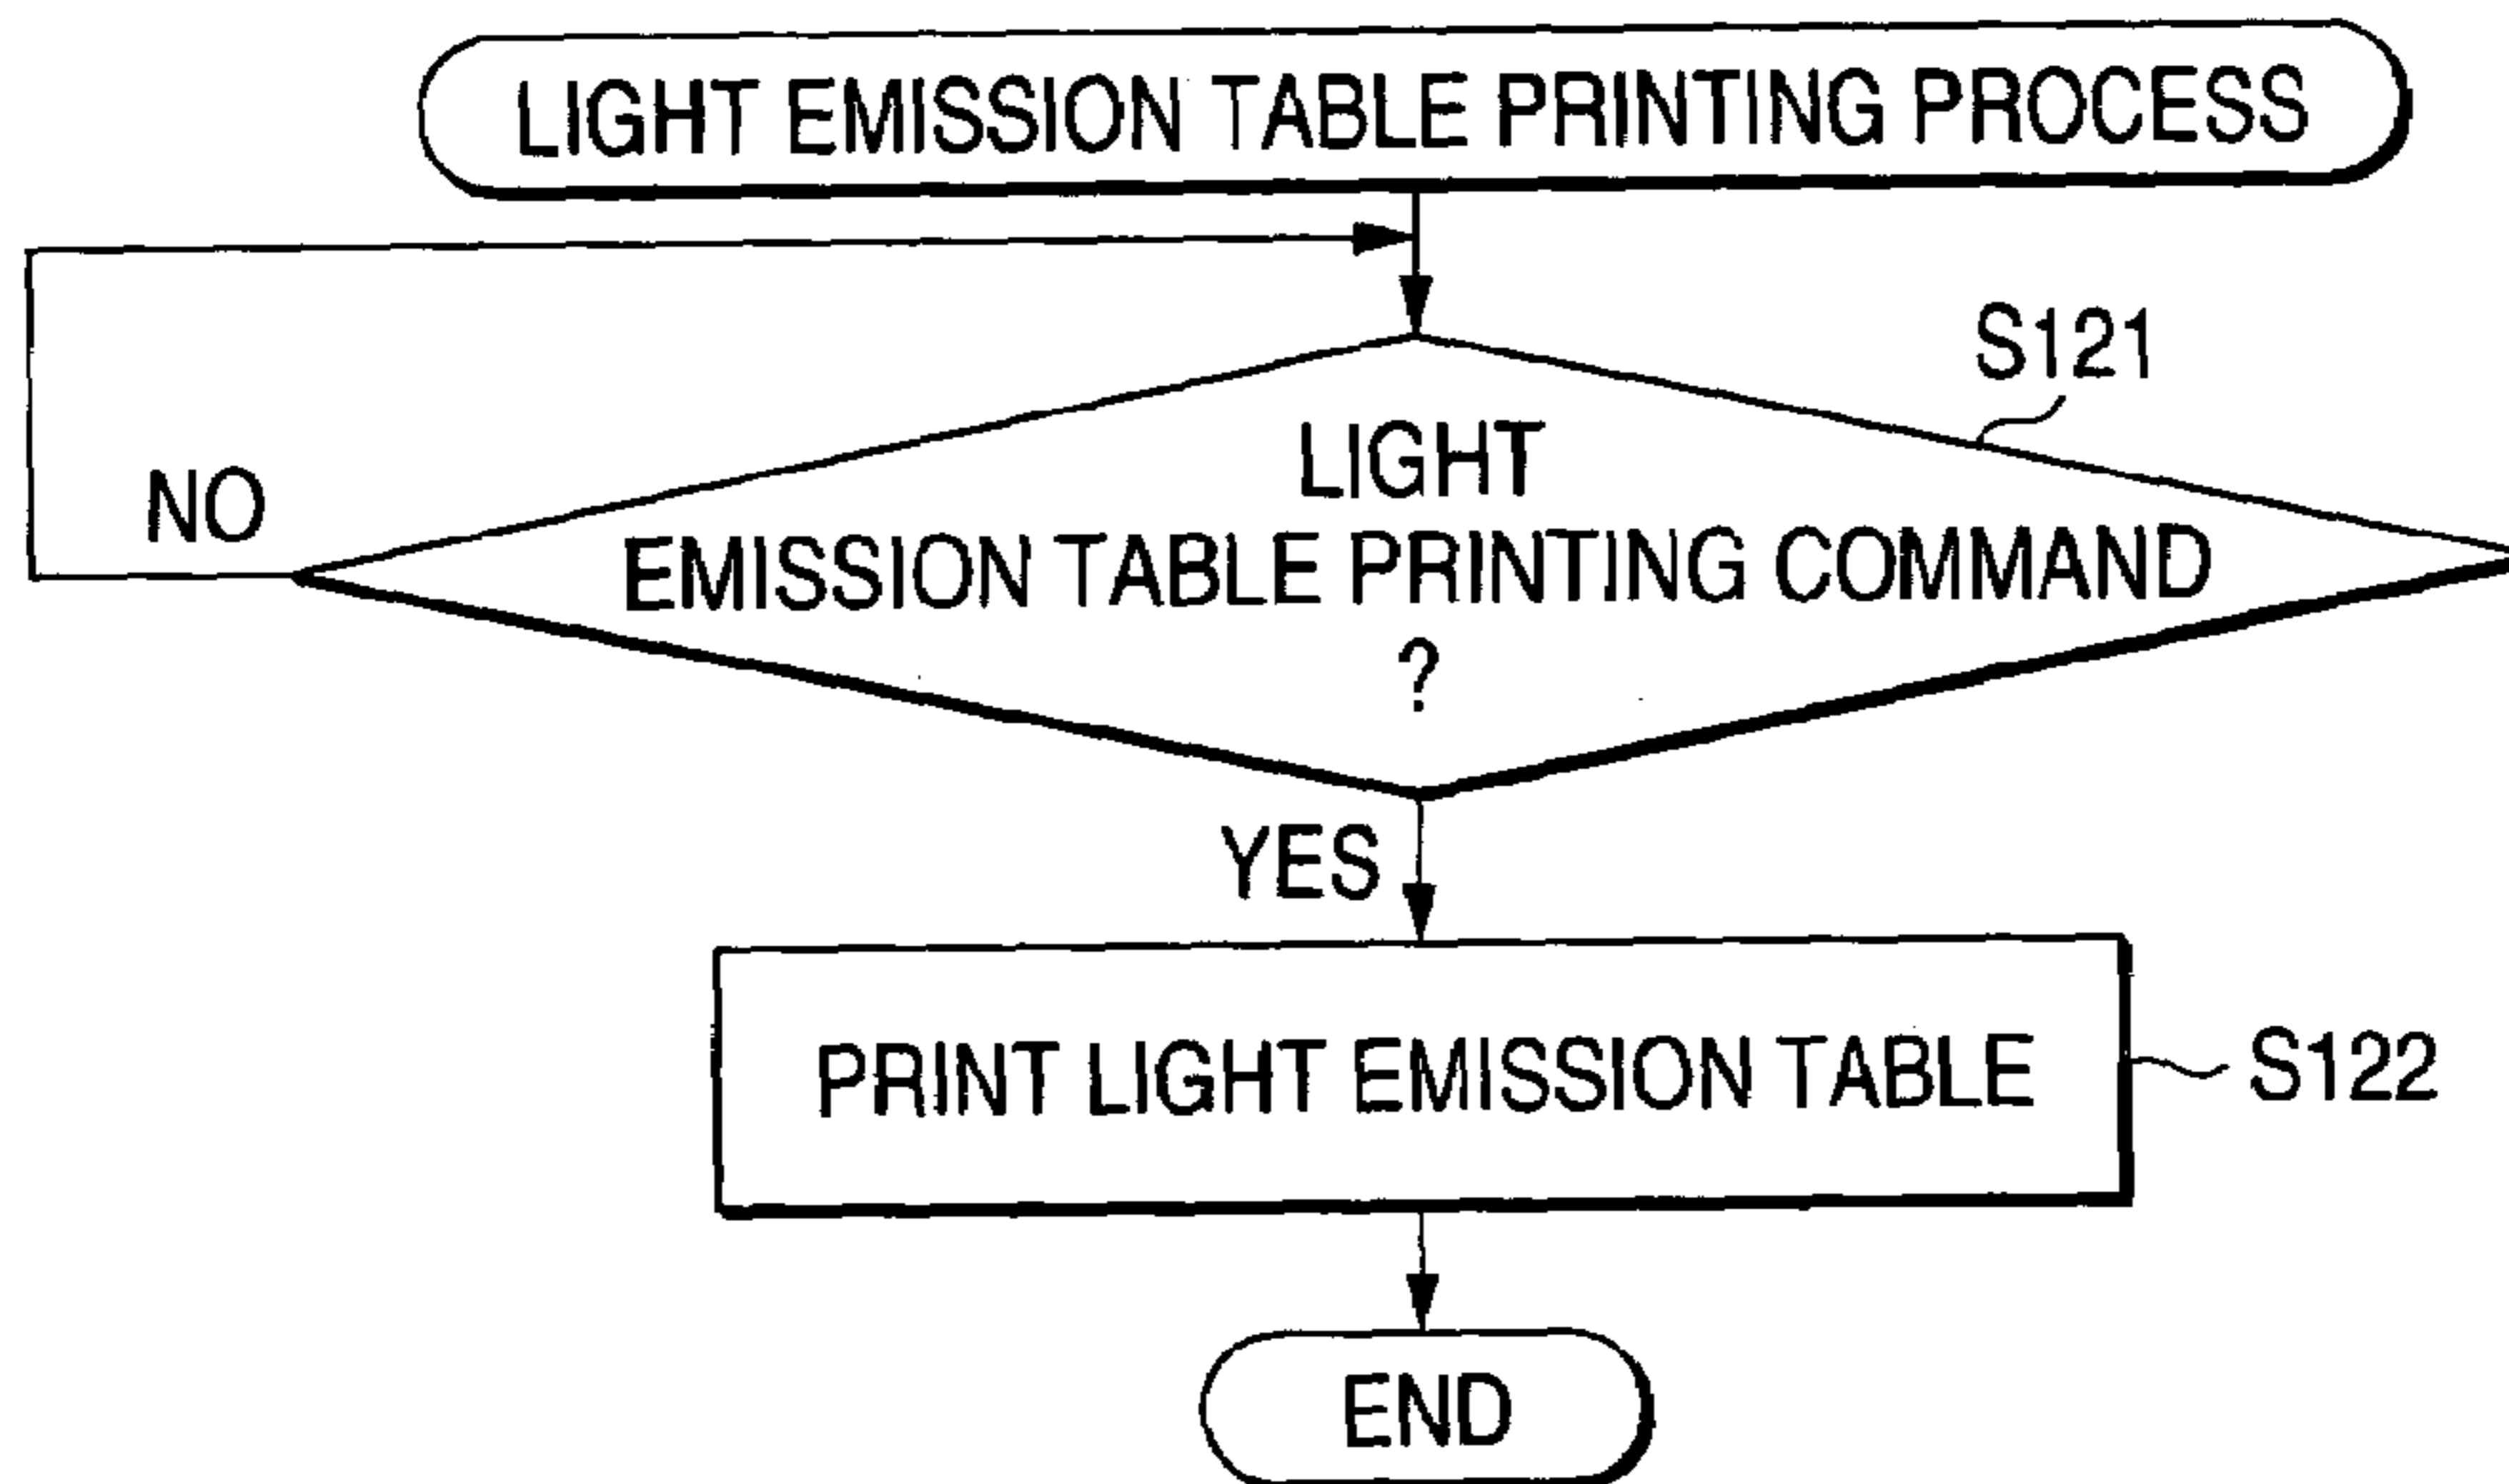 LIGHT EMISSION TABLE PRINTING PROCESS
S121
LIGHT
EMISSION TABLE PRINTING COMMAND
?
NO
YES
PRINT LIGHT EMISSION TABLE
S122
END